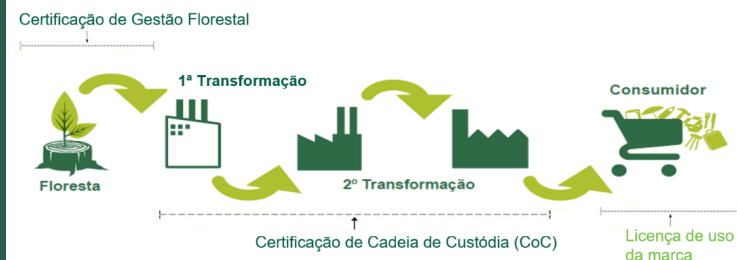 Certificação de Gestão Florestal
1ª Transformação
Consumidor
Floresta
2º Transformação
Certificação de Cadeia de Custódia (CoC)
Licença de uso
da marca